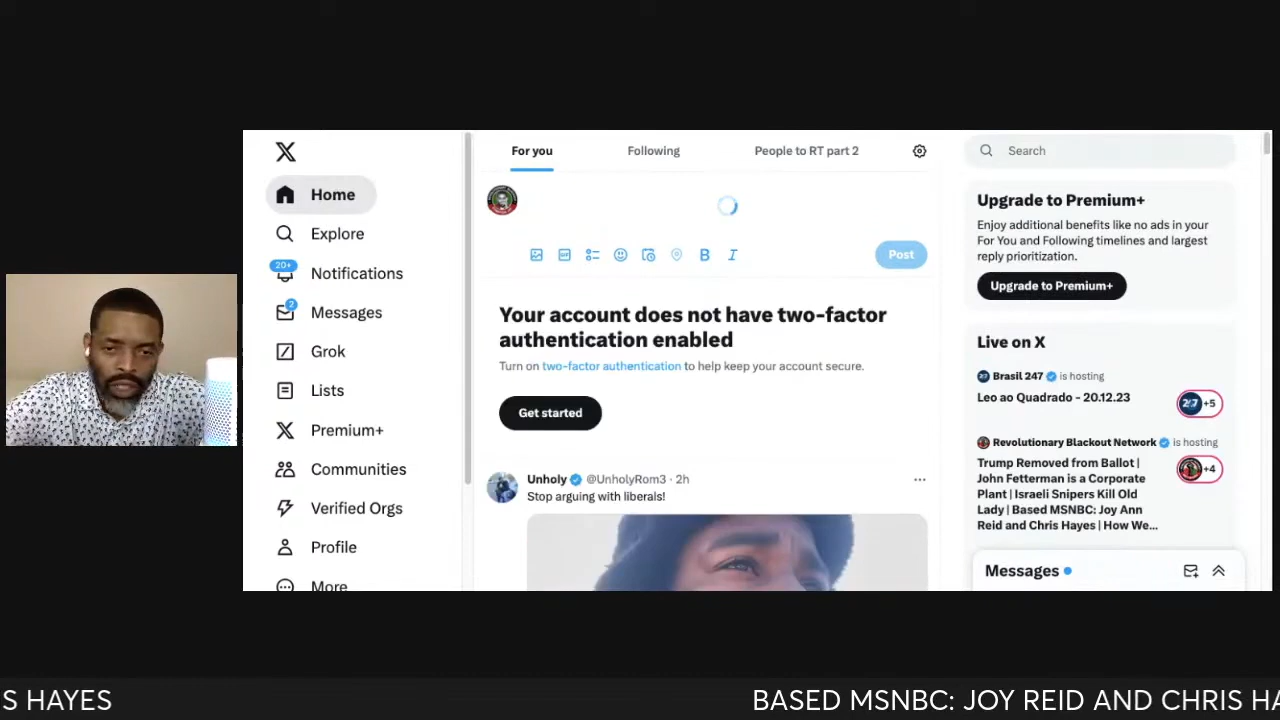 Home
Explore
20+
Notifications
2
Messages
Grok
Lists
Premium+
Communities
Verified Orgs
Profile
More
For you
Following
People to RT part 2
GIF
B
I
Post
Your account does not have two-factor
authentication enabled
Turn on two-factor authentication to help keep your account secure.
Get started
Unholy @UnholyRom3 · 2h
Stop arguing with liberals!
Search
Upgrade to Premium+
Enjoy additional benefits like no ads in your
For You and Following timelines and largest
reply prioritization.
Upgrade to Premium+
Live on X
Brasil 247 is hosting
Leo ao Quadrado - 20.12.23
247
+5
Revolutionary Blackout Network is hosting
Trump Removed from Ballot |
John Fetterman is a Corporate
Plant | Israeli Snipers Kill Old
Lady | Based MSNBC: Joy Ann
Reid and Chris Hayes | How We...
+4
Messages
S HAYES
BASED MSNBC: JOY REID AND CHRIS HA